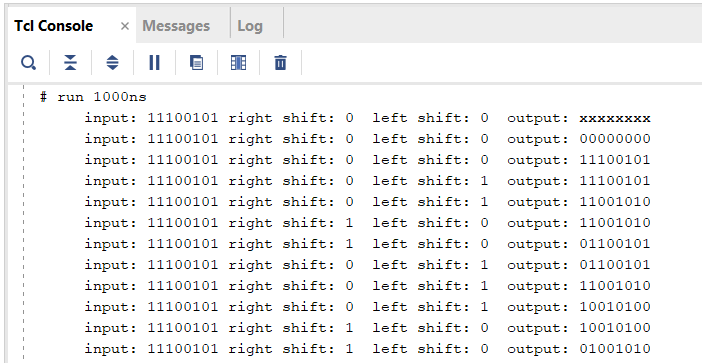 Tcl Console × Messages Log
# run 1000ns
input: 11100101 right shift: 0 left shift: 0 output: xxxxxxxx
input: 11100101 right shift: 0 left shift: 0 output: 00000000
input: 11100101 right shift: 0 left shift: 0 output: 11100101
input: 11100101 right shift: 0 left shift: 1 output: 11100101
input: 11100101 right shift: 0 left shift: 1 output: 11001010
input: 11100101 right shift: 1 left shift: 0 output: 11001010
input: 11100101 right shift: 1 left shift: 0 output: 01100101
input: 11100101 right shift: 0 left shift: 1 output: 01100101
input: 11100101 right shift: 0 left shift: 1 output: 11001010
input: 11100101 right shift: 0 left shift: 1 output: 10010100
input: 11100101 right shift: 1 left shift: 0 output: 10010100
input: 11100101 right shift: 1 left shift: 0 output: 01001010